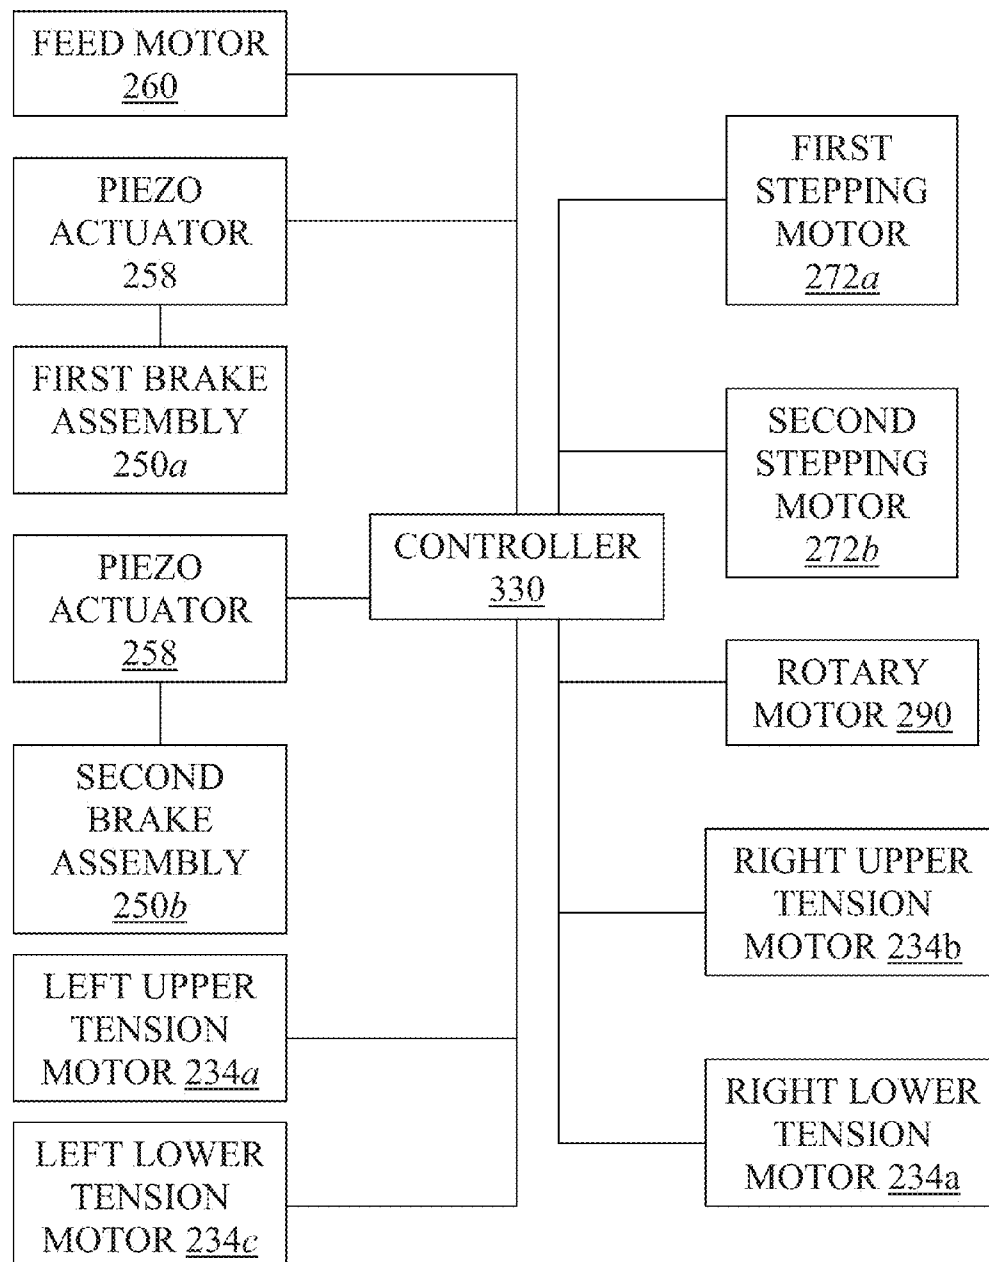 FEED MOTOR
260
PIEZO
ACTUATOR
258
FIRST BRAKE
ASSEMBLY
250a
PIEZO
ACTUATOR
258
SECOND
BRAKE
ASSEMBLY
250b
LEFT UPPER
TENSION
MOTOR 234a
LEFT LOWER
TENSION
MOTOR 234c
CONTROLLER
330
FIRST
STEPPING
MOTOR
272a
SECOND
STEPPING
MOTOR
272b
ROTARY
MOTOR 290
RIGHT UPPER
TENSION
MOTOR 234b
RIGHT LOWER
TENSION
MOTOR 234a